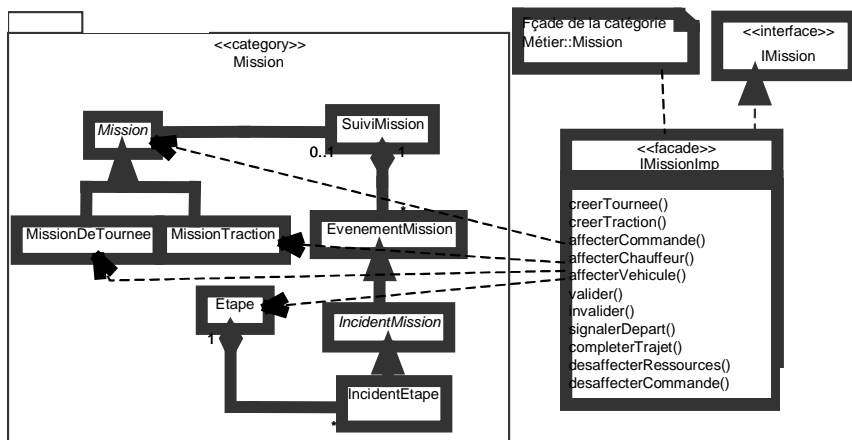 <<category>>
Mission
Fçade de la catégorie
Métier::Mission
<<interface>>
IMission
Mission
SuiviMission
0..1
1
*
MissionDeTournee
MissionTraction
EvenementMission
Etape
1
IncidentMission
IncidentEtape
*
<<facade>>
IMissionImp
creerTournee()
creerTraction()
affecterCommande()
affecterChauffeur()
affecterVehicule()
valider()
invalider()
signalerDepart()
completerTrajet()
desaffecterRessources()
desaffecterCommande()